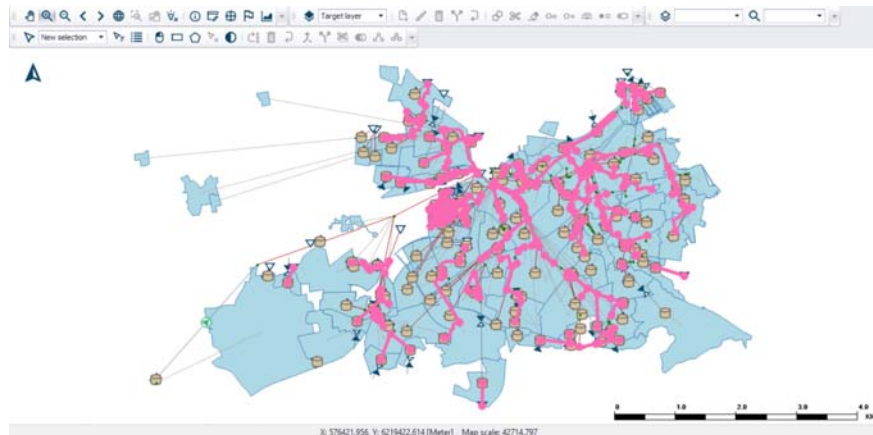 Target layer
New selection
0 1.0 2.0 3.0 4.0
X: 576421.956, Y: 6219422.614 [Meter] Map scale: 42714.797